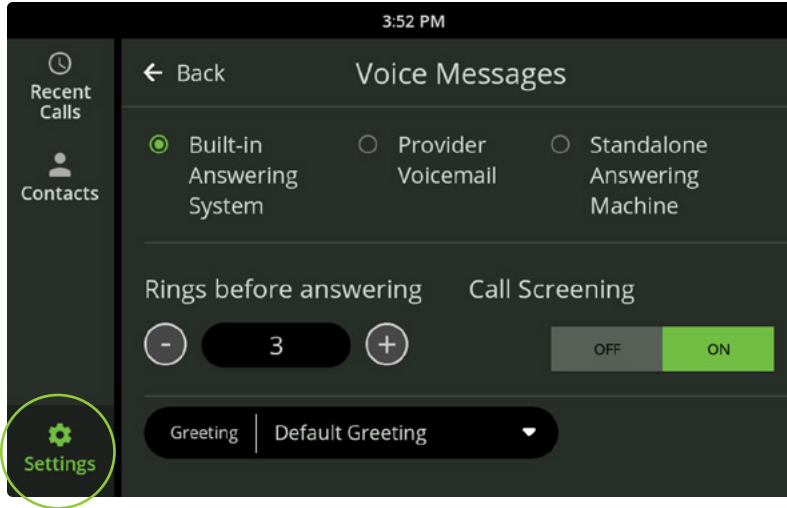 3:52 PM
Recent
Calls
Contacts
Settings
Back
Voice Messages
Built-in
Answering
System
Provider
Voicemail
Standalone
Answering
Machine
Rings before answering
- 3 +
Call Screening
OFF ON
Greeting Default Greeting